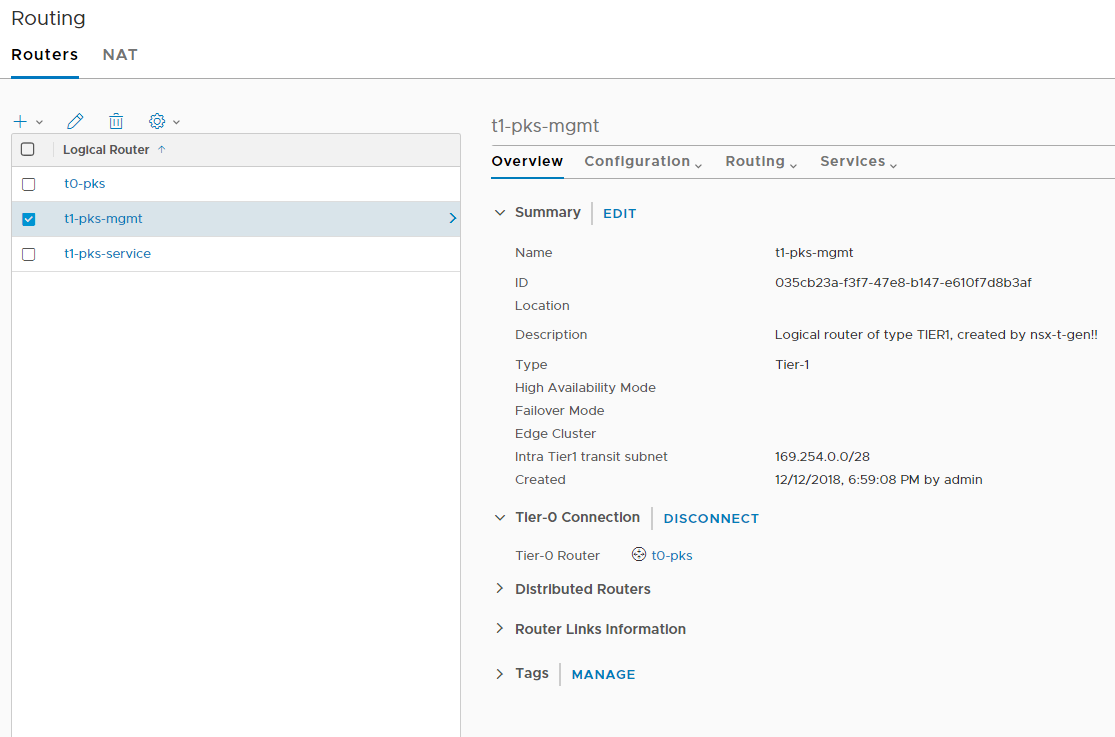 Routing
Routers NAT
Logical Router
t0-pks
t1-pks-mgmt
t1-pks-service
t1-pks-mgmt
Overview Configuration Routing Services
Summary EDIT
Name t1-pks-mgmt
ID 035cb23a-f3f7-47e8-b147-e610f7d8b3af
Location
Description Logical router of type TIER1, created by nsx-t-gen!!
Type Tier-1
High Availability Mode
Failover Mode
Edge Cluster
Intra Tier1 transit subnet 169.254.0.0/28
Created 12/12/2018, 6:59:08 PM by admin
Tier-0 Connection DISCONNECT
Tier-0 Router t0-pks
Distributed Routers
Router Links Information
Tags MANAGE